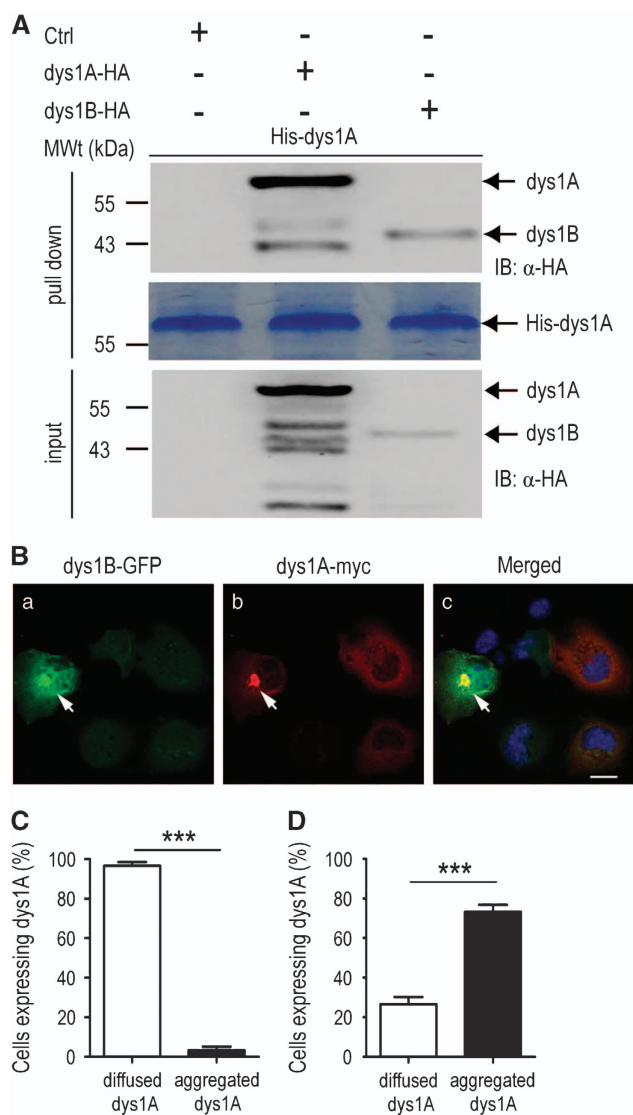 A
Ctrl + - -
dys1A-HA - + -
dys1B-HA - - +
MWt (kDa) His-dys1A
pull down
55
43
dys1A
dys1B
IB: α-HA
55
His-dys1A
input
55
43
dys1A
dys1B
IB: α-HA
B
dys1B-GFP dys1A-myc Merged
a b c
C D
Cells expressing dys1A (%)
100
80
60
40
20
0
***
diffused aggregated
dys1A dys1A
Cells expressing dys1A (%)
100
80
60
40
20
0
***
diffused aggregated
dys1A dys1A